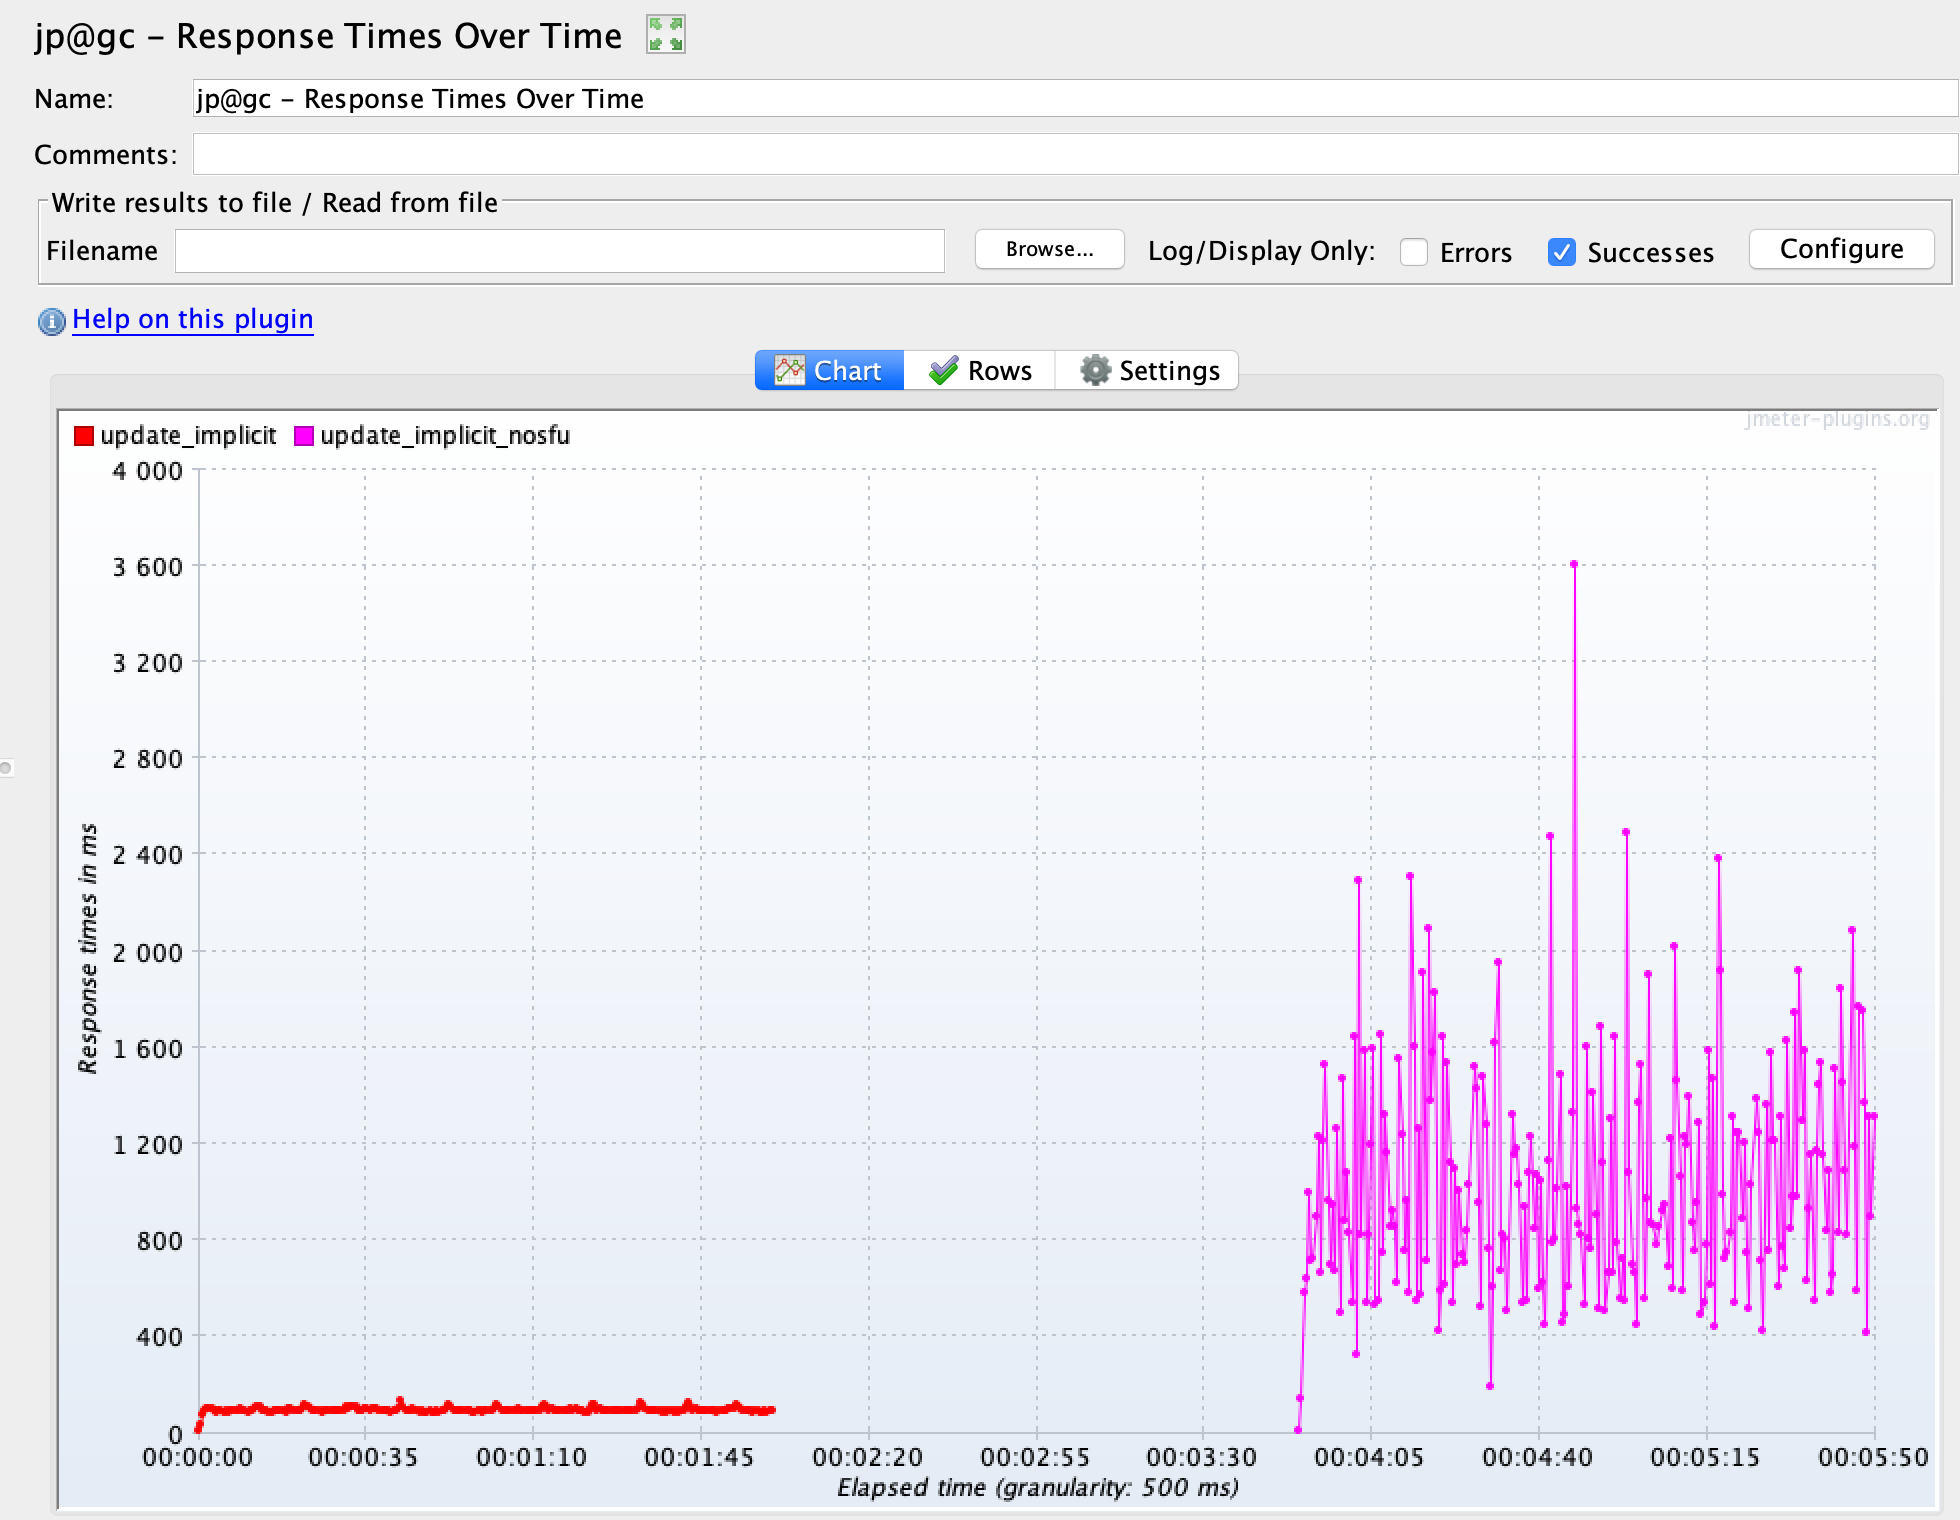 jp@gc – Response Times Over Time
Name: jp@gc – Response Times Over Time
Comments:
Write results to file / Read from file
Filename Browse... Log/Display Only: Errors Successes Configure
Help on this plugin
Chart Rows Settings
jmeter-plugins.org
update_implicit update_implicit_nosfu
4 000
3 600
3 200
2 800
2 400
2 000
1 600
1 200
800
400
0
Response times in ms
00:00:00 00:00:35 00:01:10 00:01:45 00:02:20 00:02:55 00:03:30 00:04:05 00:04:40 00:05:15 00:05:50
Elapsed time (granularity: 500 ms)